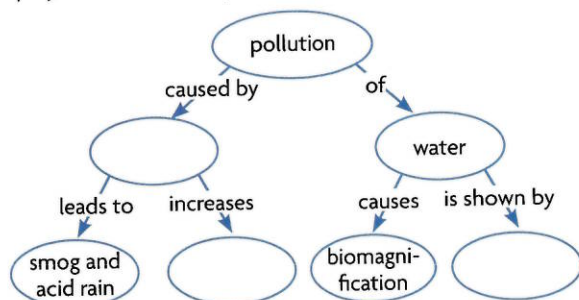 pollution
caused by
of
water
leads to
increases
causes
is shown by
smog and
acid rain
biomagni-
fication